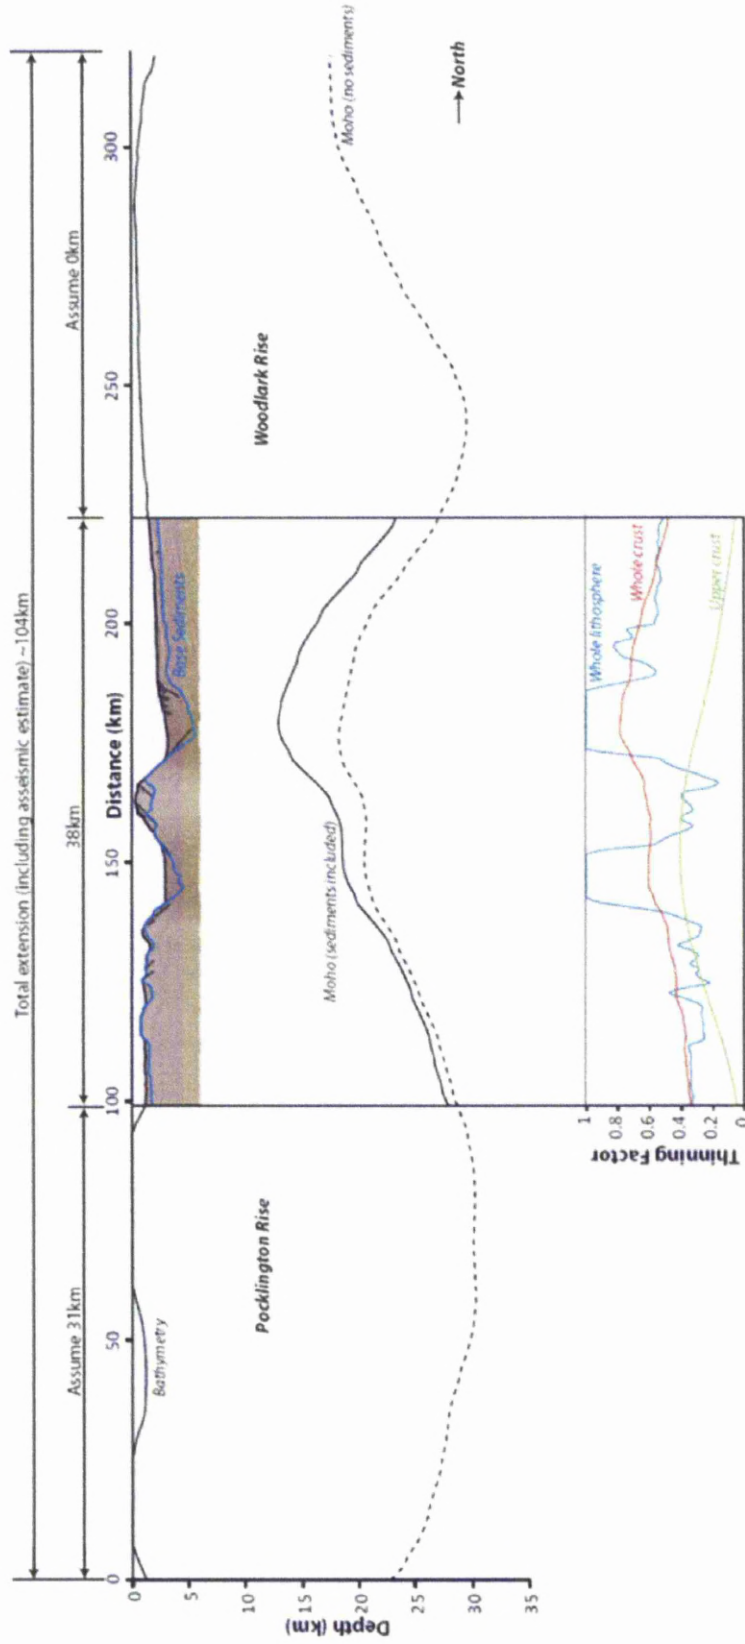 Total extension (including asseismic estimate) ~104km
Assume 31km
38km
Assume 0km
Distance (km)
0
50
100
150
200
250
300
Depth (km)
0
5
10
15
20
25
30
35
Bathymetry
Base Sediments
Pocklington Rise
Woodlark Rise
Moho (sediments included)
Moho (no sediments)
North
Thinning Factor
1
0.8
0.6
0.4
0.2
0
Whole lithosphere
Whole crust
Upper crust